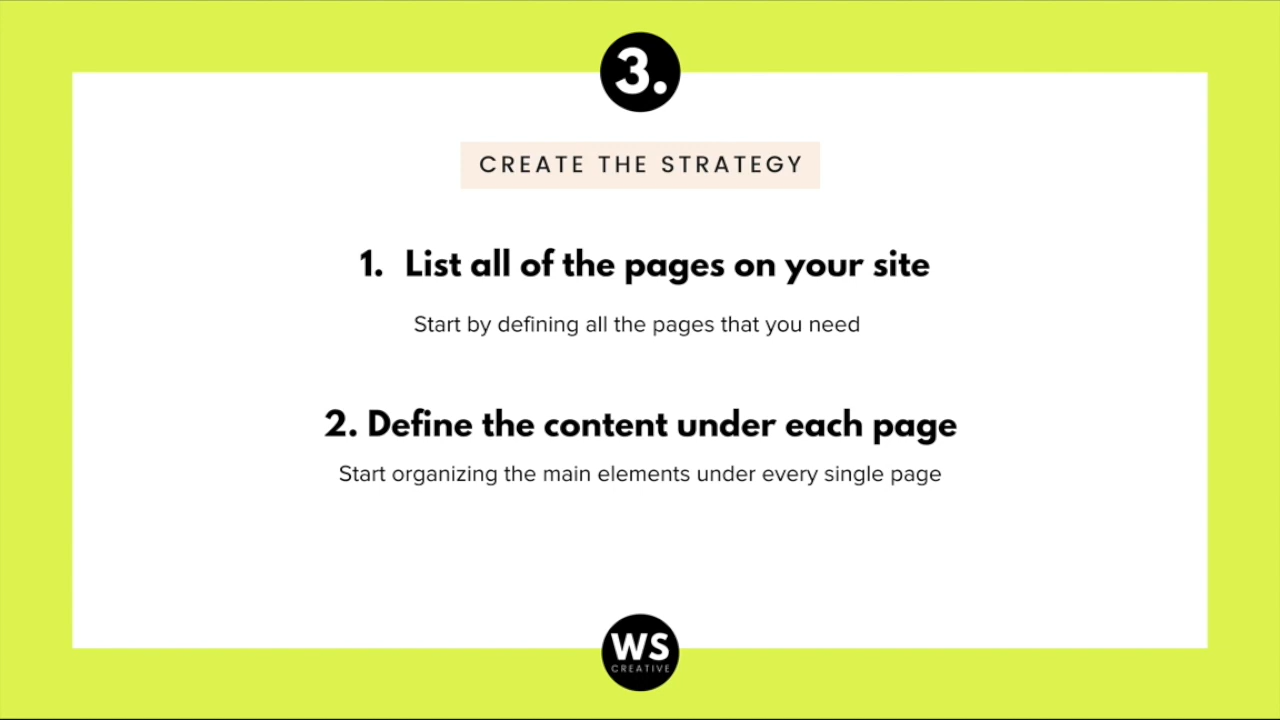 3.
CREATE THE STRATEGY
1. List all of the pages on your site
Start by defining all the pages that you need
2. Define the content under each page
Start organizing the main elements under every single page
WS
CREATIVE